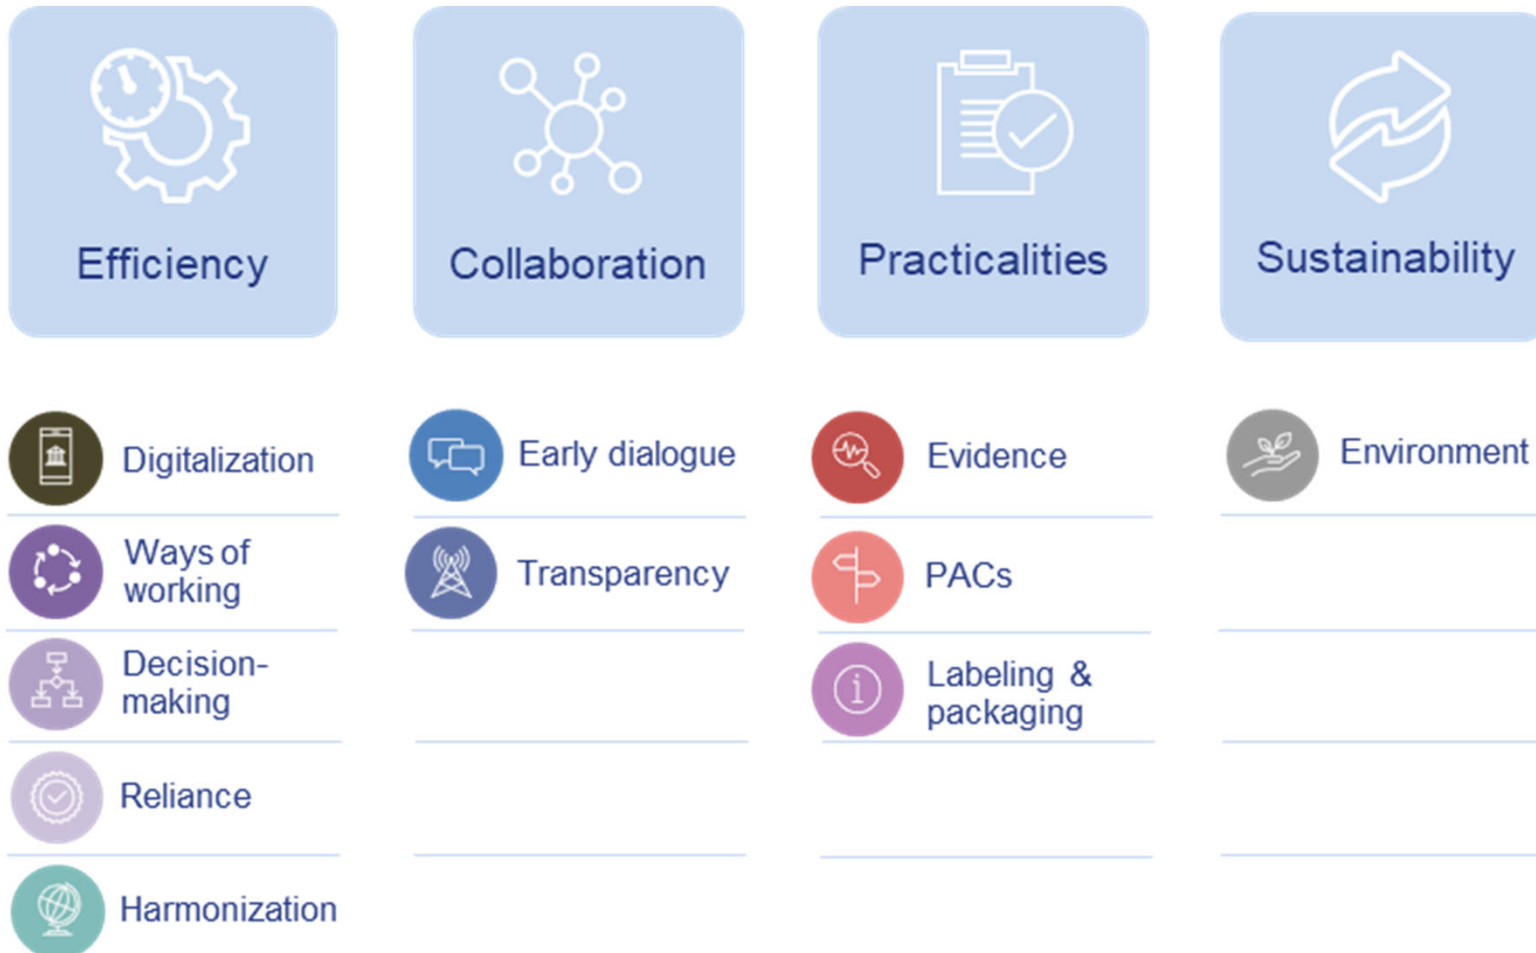 Efficiency
Digitalization
Ways of
working
Decision-
making
Reliance
Harmonization
Collaboration
Early dialogue
Transparency
Practicalities
Evidence
PACs
Labeling &
packaging
Sustainability
Environment